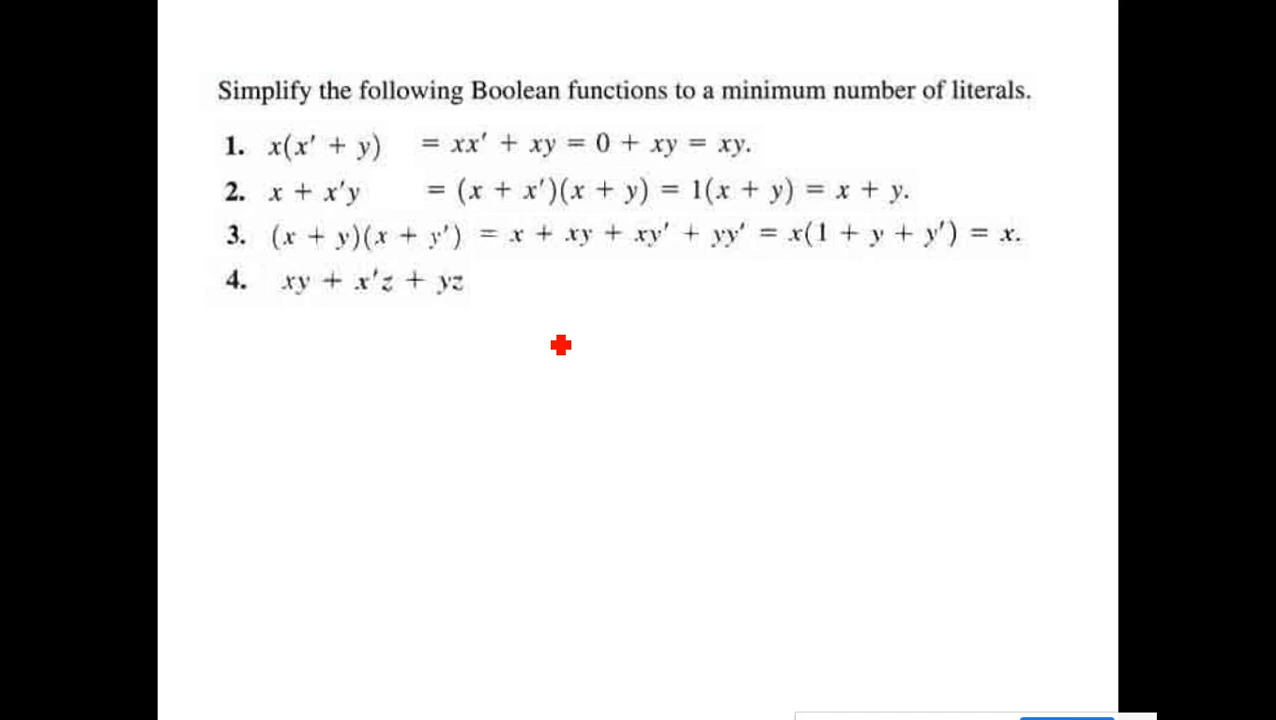 Simplify the following Boolean functions to a minimum number of literals.
1. x(x' + y) = xx' + xy = 0 + xy = xy.
2. x + x'y = (x + x')(x + y) = 1(x + y) = x + y.
3. (x + y)(x + y') = x + xy + xy' + yy' = x(1 + y + y') = x.
4. xy + x'z + yz